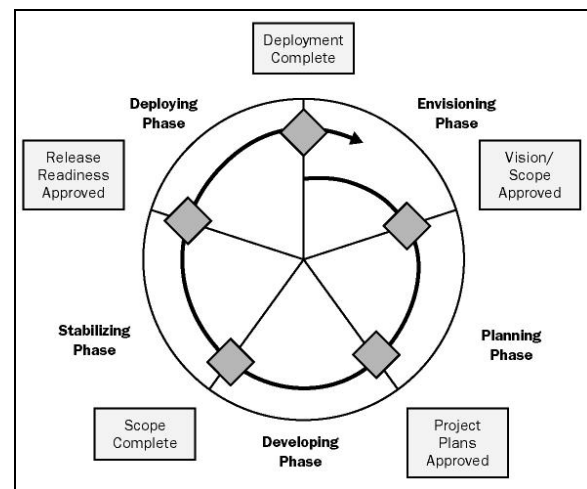 Deployment
Complete
Deploying
Phase
Envisioning
Phase
Release
Readiness
Approved
Vision/
Scope
Approved
Stabilizing
Phase
Planning
Phase
Scope
Complete
Developing
Phase
Project
Plans
Approved